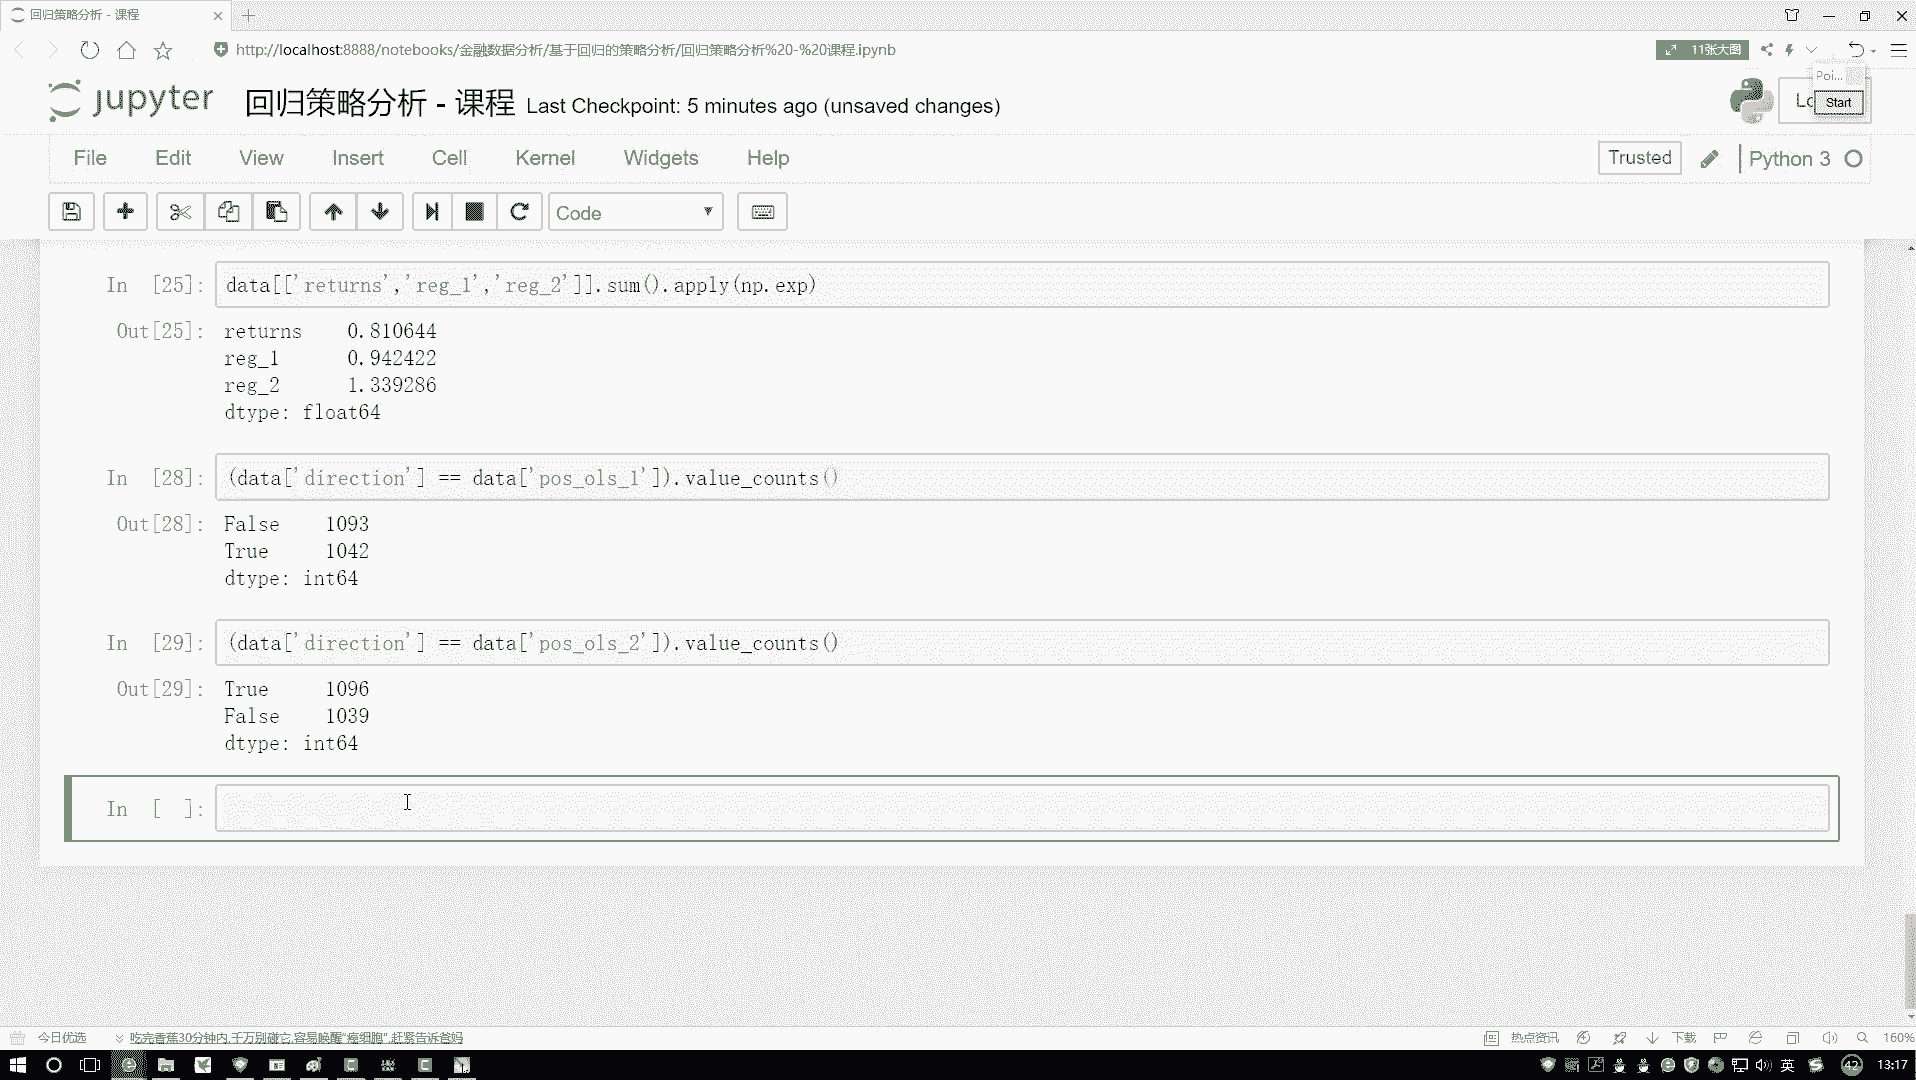 回归策略分析 - 课程
http://localhost:8888/notebooks/金融数据分析/基于回归的策略分析/回归策略分析%20-%20课程.ipynb
11张大图
Poi...
Start
jupyter
回归策略分析 - 课程 Last Checkpoint: 5 minutes ago (unsaved changes)
File Edit View Insert Cell Kernel Widgets Help
Trusted
Python 3
Code
In [25]: data[['returns','reg_1','reg_2']].sum().apply(np.exp)
Out[25]: returns 0.810644
reg_1 0.942422
reg_2 1.339286
dtype: float64
In [28]: (data['direction'] == data['pos_ols_1']).value_counts()
Out[28]: False 1093
True 1042
dtype: int64
In [29]: (data['direction'] == data['pos_ols_2']).value_counts()
Out[29]: True 1096
False 1039
dtype: int64
In [ ]:
今日优选
吃完香蕉30分钟内,千万别碰它,容易唤醒"癌细胞",赶紧告诉爸妈
热点资讯
下载
160%
英
42
13:17